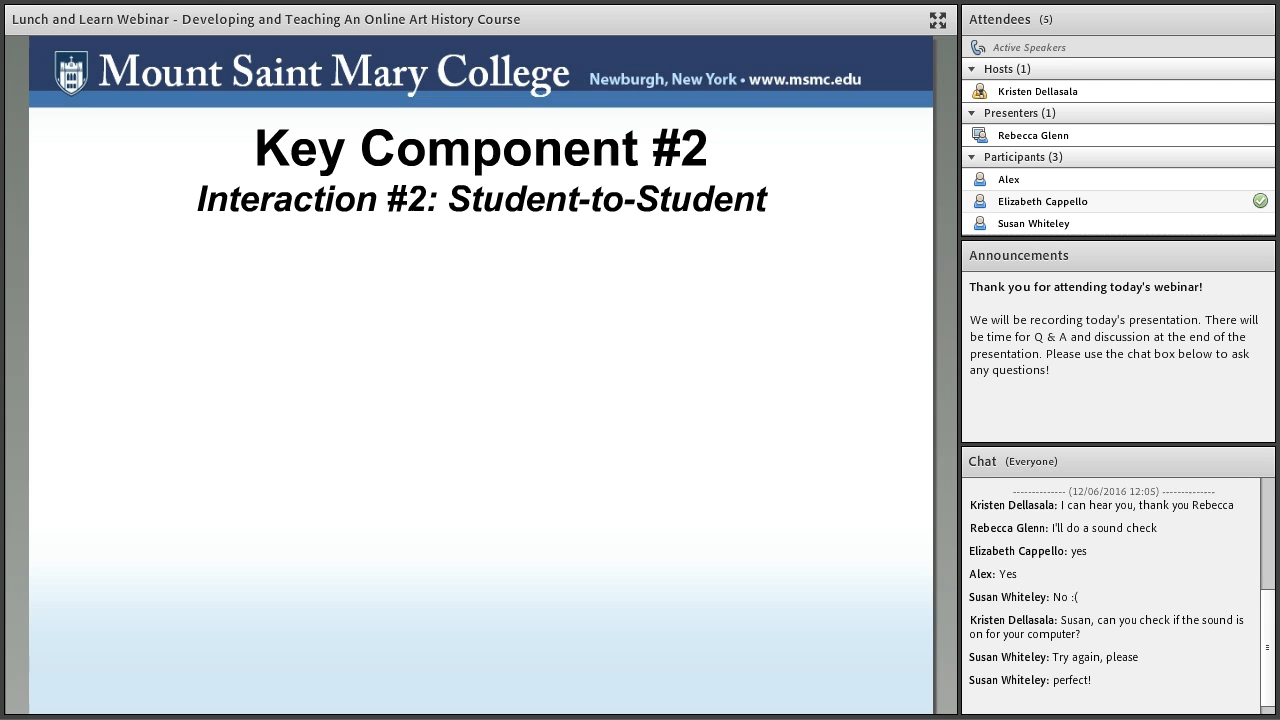 Lunch and Learn Webinar - Developing and Teaching An Online Art History Course
Mount Saint Mary College Newburgh, New York • www.msmc.edu
Key Component #2
Interaction #2: Student-to-Student
Attendees (5)
Active Speakers
Hosts (1)
Kristen Dellasala
Presenters (1)
Rebecca Glenn
Participants (3)
Alex
Elizabeth Cappello
Susan Whiteley
Announcements
Thank you for attending today's webinar!
We will be recording today's presentation. There will
be time for Q & A and discussion at the end of the
presentation. Please use the chat box below to ask
any questions!
Chat (Everyone)
-------------- (12/06/2016 12:05) --------------
Kristen Dellasala: I can hear you, thank you Rebecca
Rebecca Glenn: I'll do a sound check
Elizabeth Cappello: yes
Alex: Yes
Susan Whiteley: No :(
Kristen Dellasala: Susan, can you check if the sound is
on for your computer?
Susan Whiteley: Try again, please
Susan Whiteley: perfect!